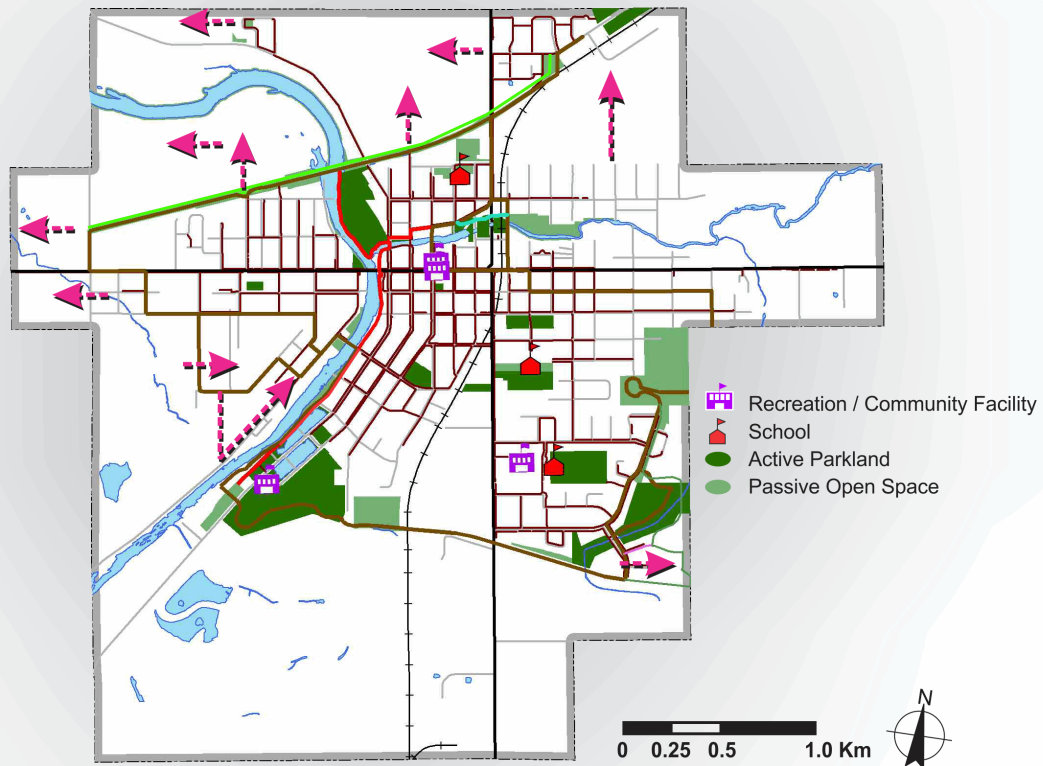 Recreation / Community Facility
School
Active Parkland
Passive Open Space
N
0 0.25 0.5 1.0 Km